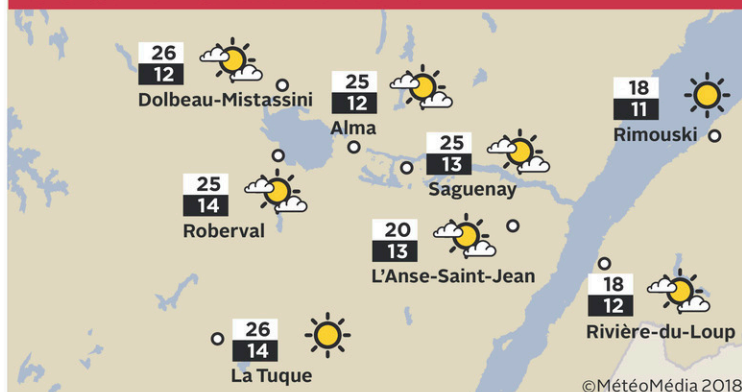 26
12
Dolbeau-Mistassini
25
12
Alma
18
11
Rimouski
25
13
Saguenay
25
14
Roberval
20
13
L'Anse-Saint-Jean
18
12
Rivière-du-Loup
26
14
La Tuque
©MétéoMédia 2018